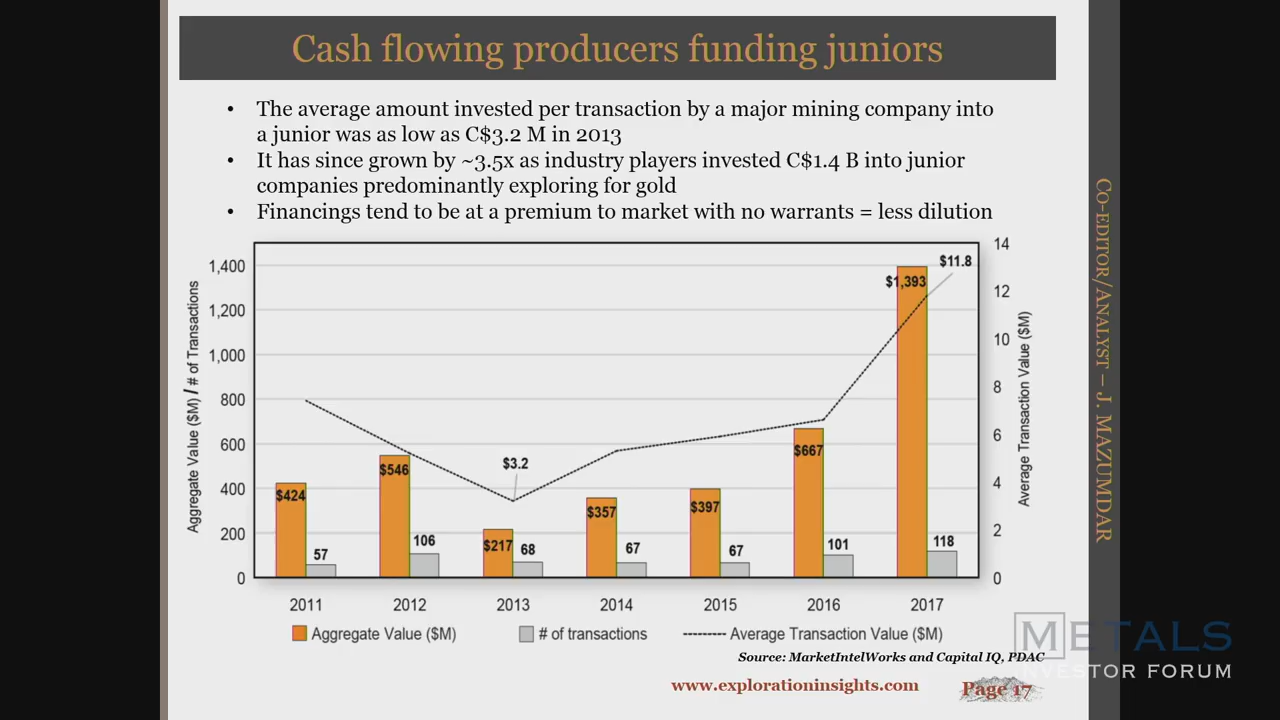 Cash flowing producers funding juniors
• The average amount invested per transaction by a major mining company into
a junior was as low as C$3.2 M in 2013
• It has since grown by ~3.5x as industry players invested C$1.4 B into junior
companies predominantly exploring for gold
• Financings tend to be at a premium to market with no warrants = less dilution
Aggregate Value ($M) / # of Transactions
1,400
1,200
1,000
800
600
400
200
0
14
12
10
8
6
4
2
0
Average Transaction Value ($M)
$424
57
$546
106
$3.2
$217
68
$357
67
$397
67
$667
101
$1,393
$11.8
118
2011 2012 2013 2014 2015 2016 2017
Aggregate Value ($M) # of transactions Average Transaction Value ($M)
Source: MarketIntelWorks and Capital IQ, PDAC
www.explorationinsights.com
Page 17
CO-EDITOR/ANALYST – J. MAZUMDAR
METALS
INVESTOR FORUM